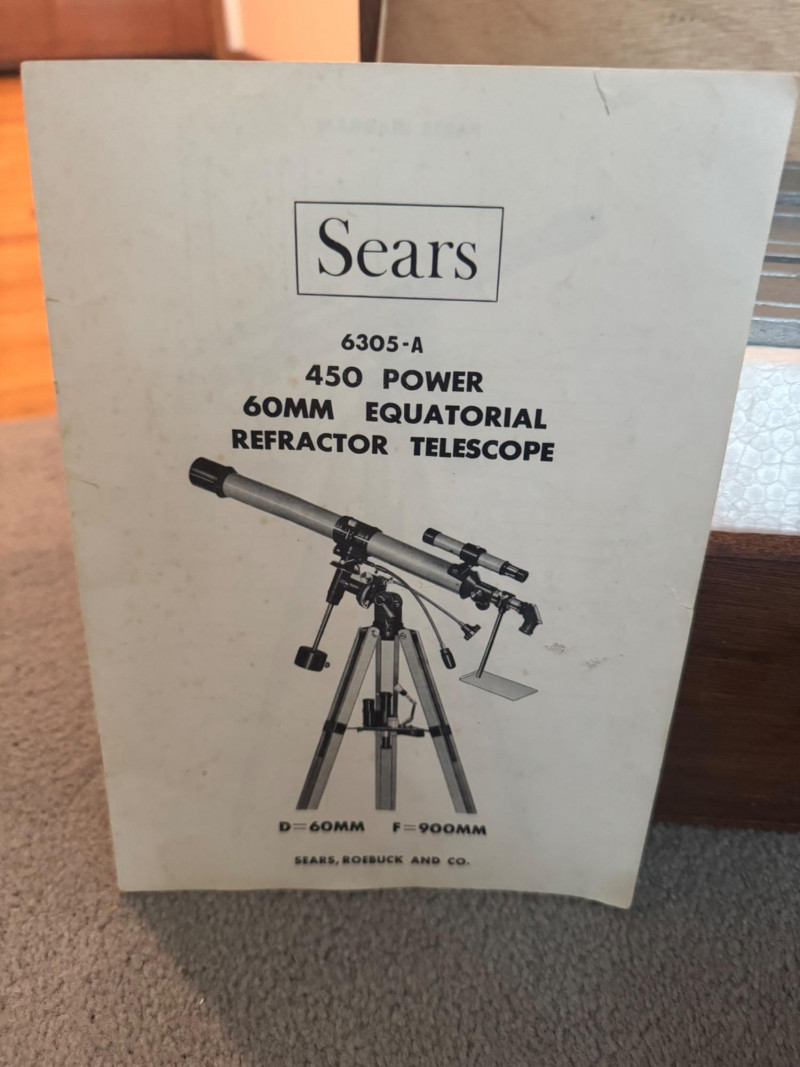 Sears
6305-A
450 POWER
60MM EQUATORIAL
REFRACTOR TELESCOPE
D=60MM F=900MM
SEARS, ROEBUCK AND CO.